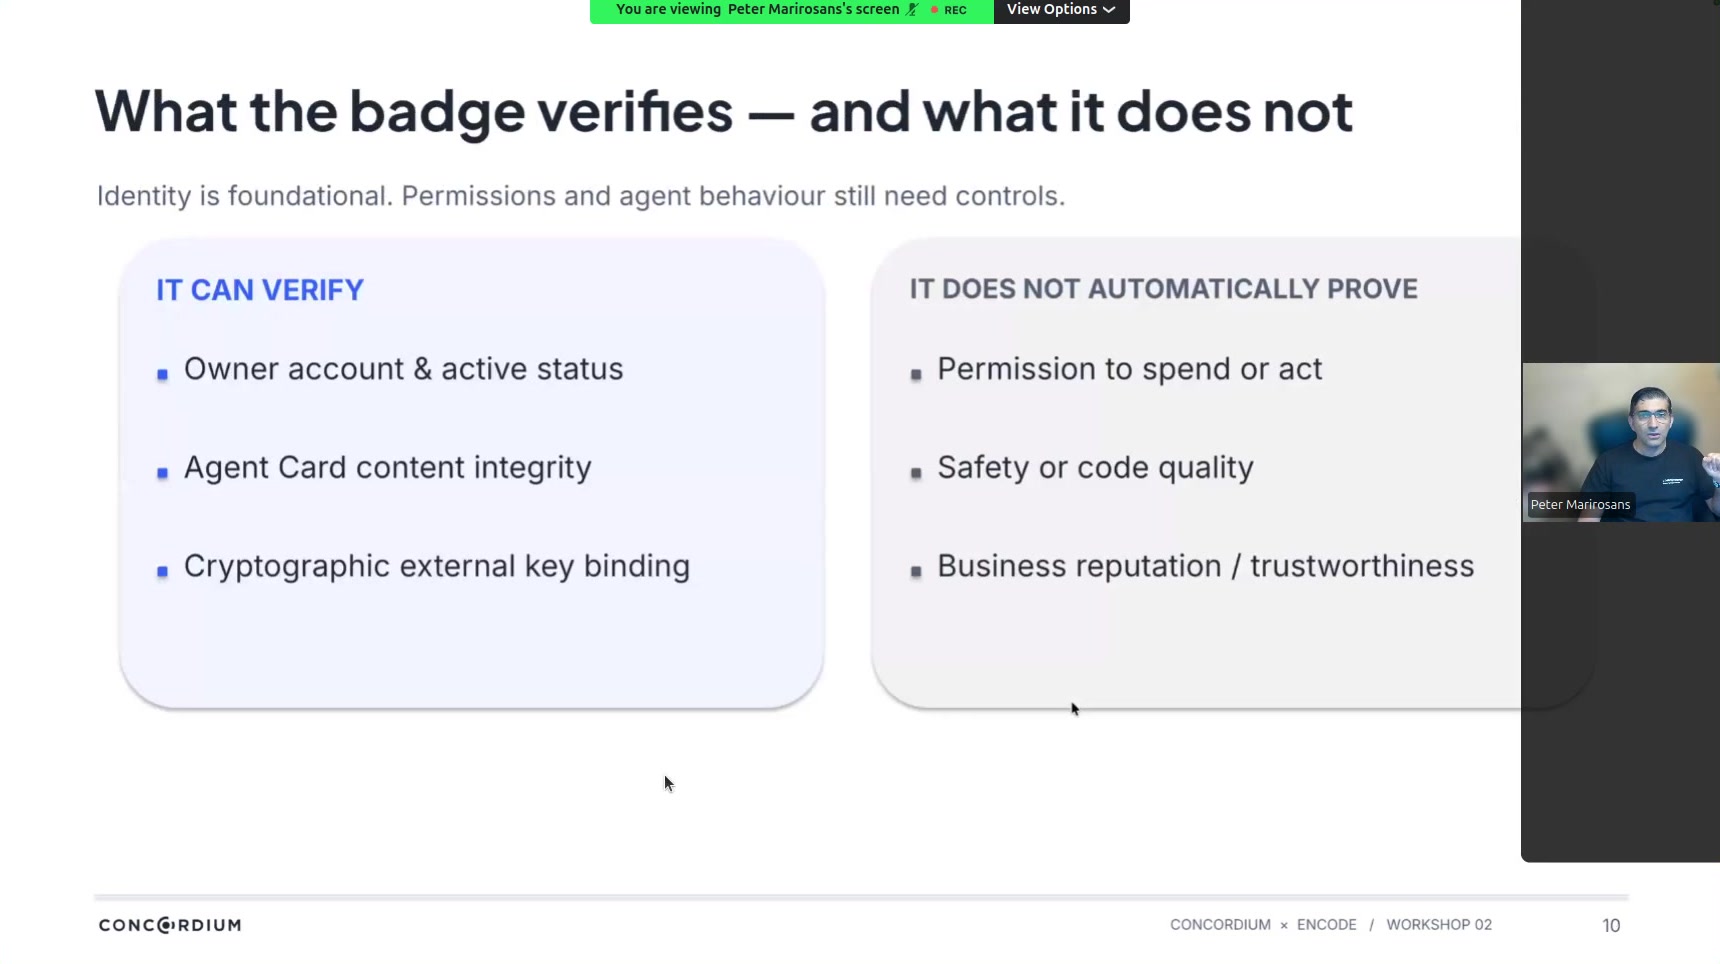 You are viewing Peter Marirosans's screen REC View Options
What the badge verifies — and what it does not
Identity is foundational. Permissions and agent behaviour still need controls.
IT CAN VERIFY
Owner account & active status
Agent Card content integrity
Cryptographic external key binding
IT DOES NOT AUTOMATICALLY PROVE
Permission to spend or act
Safety or code quality
Business reputation / trustworthiness
Peter Marirosans
CONCORDIUM
CONCORDIUM × ENCODE / WORKSHOP 02
10